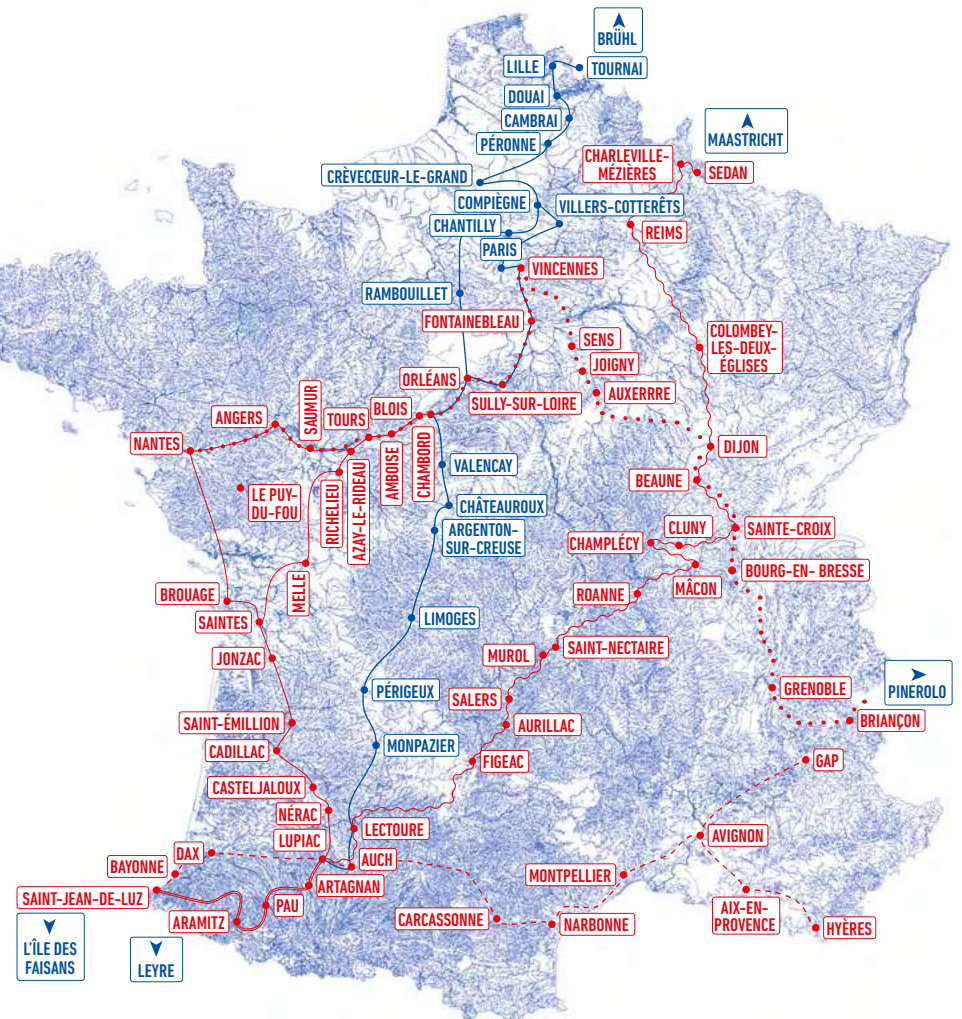 BRÜHL
LILLE
TOURNAI
DOUAI
CAMBRAI
MAASTRICHT
PÉRONNE
CHARLEVILLE-
MÉZIÈRES
SEDAN
CRÈVECŒUR-LE-GRAND
COMPIÈGNE
VILLERS-COTTERÊTS
CHANTILLY
REIMS
PARIS
VINCENNES
RAMBOUILLET
FONTAINEBLEAU
COLOMBEY-
LES-DEUX-
ÉGLISES
SENS
JOIGNY
ORLÉANS
AUXERRRE
SULLY-SUR-LOIRE
BLOIS
TOURS
SAUMUR
ANGERS
NANTES
DIJON
CHAMBORD
AMBOISE
AZAY-LE-RIDEAU
RICHELIEU
VALENCAY
BEAUNE
LE PUY-
DU-FOU
CHÂTEAUROUX
ARGENTON-
SUR-CREUSE
CLUNY
SAINTE-CROIX
CHAMPLÉCY
BOURG-EN- BRESSE
MELLE
MÂCON
BROUAGE
ROANNE
SAINTES
LIMOGES
SAINT-NECTAIRE
JONZAC
MUROL
PÉRIGEUX
GRENOBLE
PINEROLO
SALERS
SAINT-ÉMILLION
AURILLAC
BRIANÇON
CADILLAC
MONPAZIER
FIGEAC
GAP
CASTELJALOUX
NÉRAC
LECTOURE
AVIGNON
LUPIAC
DAX
AUCH
BAYONNE
MONTPELLIER
ARTAGNAN
SAINT-JEAN-DE-LUZ
PAU
AIX-EN-
PROVENCE
ARAMITZ
CARCASSONNE
NARBONNE
HYÈRES
L'ÎLE DES
FAISANS
LEYRE